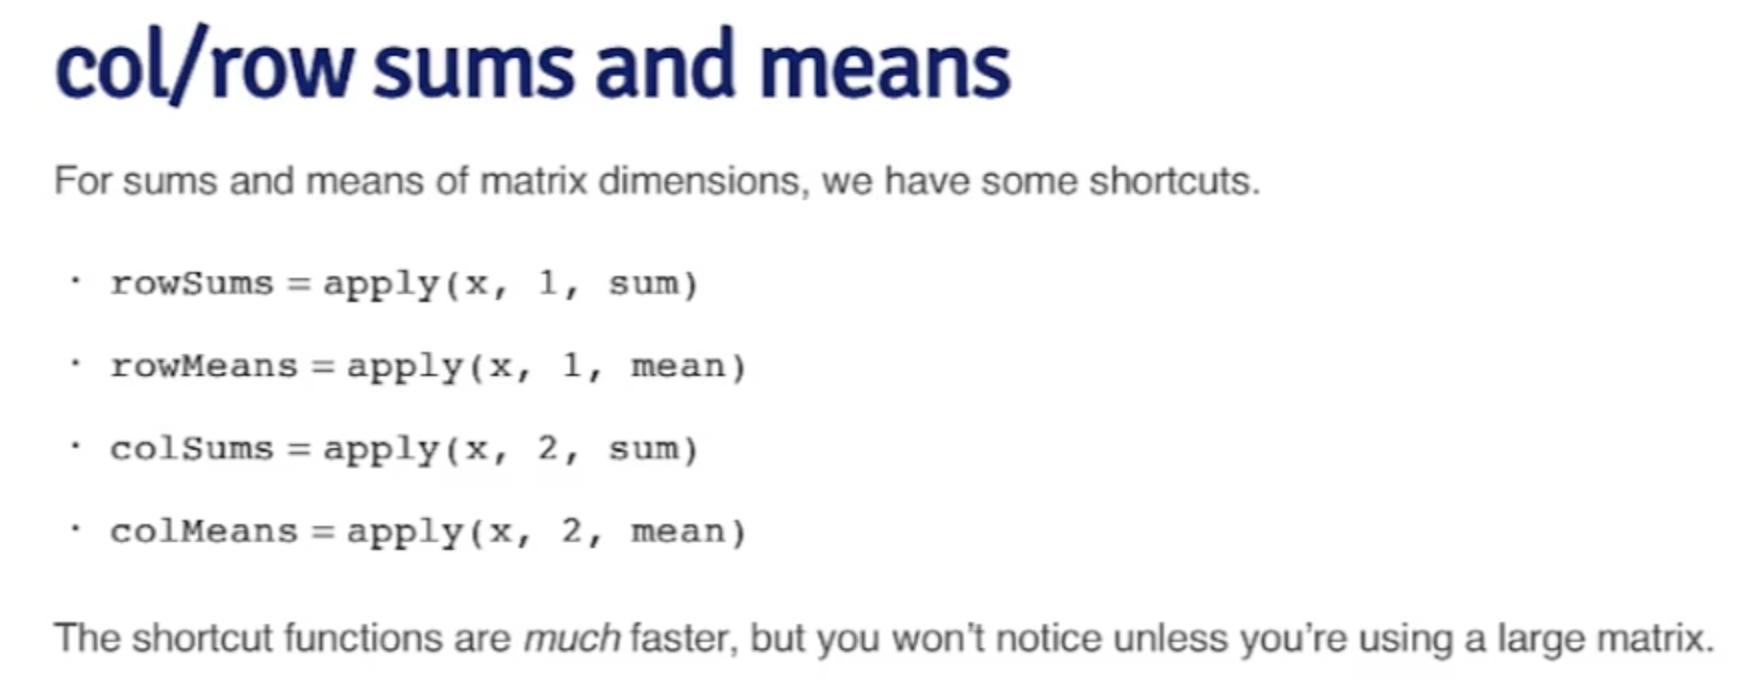 col/row sums and means
For sums and means of matrix dimensions, we have some shortcuts.
· rowSums = apply(x, 1, sum)
· rowMeans = apply(x, 1, mean)
· colSums = apply(x, 2, sum)
· colMeans = apply(x, 2, mean)
The shortcut functions are much faster, but you won't notice unless you're using a large matrix.